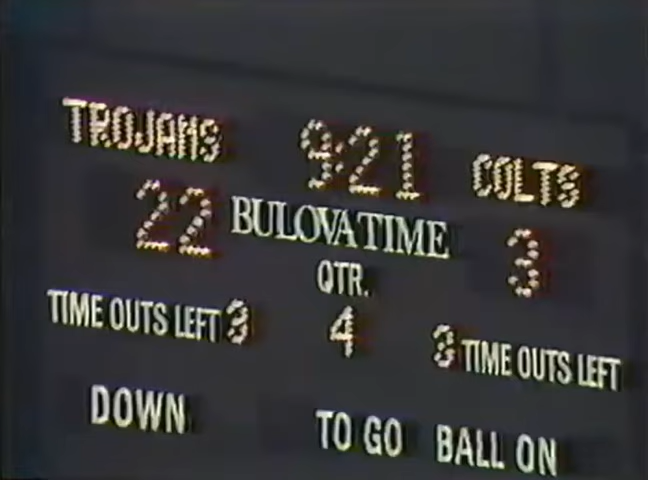 TROJANS 9:21 COLTS
22 BULOVA TIME 3
QTR.
TIME OUTS LEFT 3 4 3 TIME OUTS LEFT
DOWN TO GO BALL ON